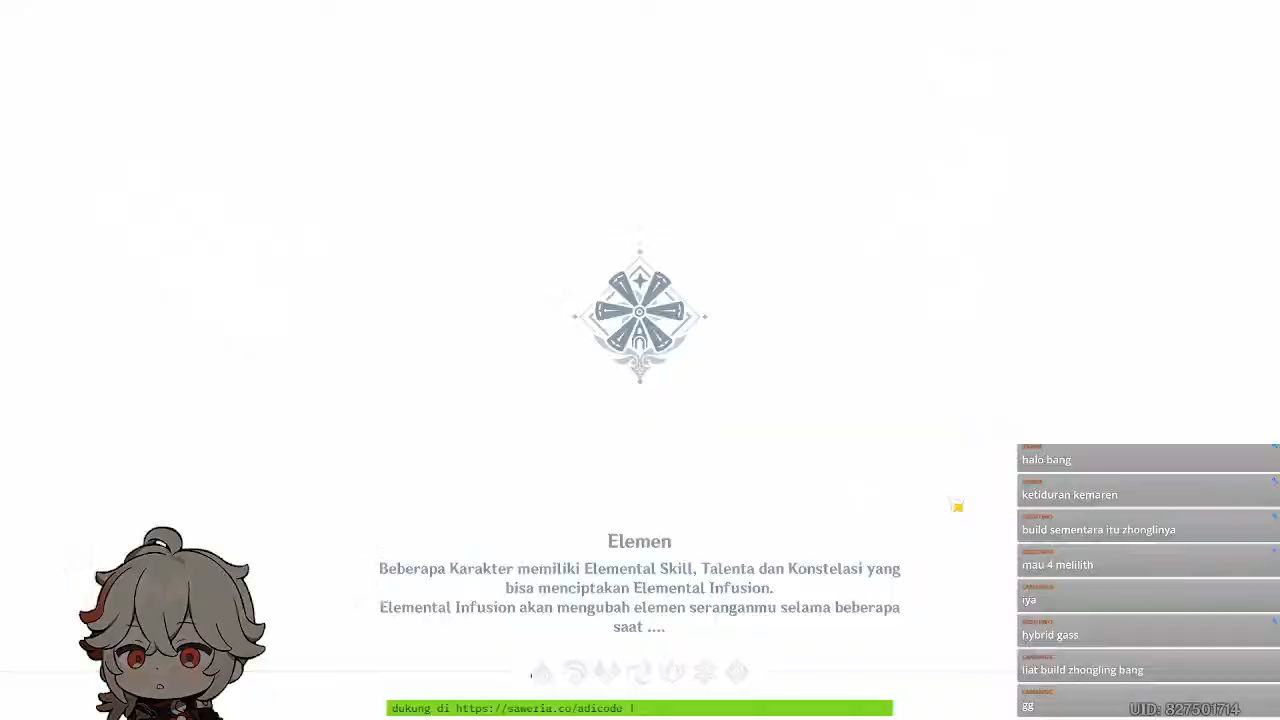 Elemen
Beberapa Karakter memiliki Elemental Skill, Talenta dan Konstelasi yang
bisa menciptakan Elemental Infusion.
Elemental Infusion akan mengubah elemen seranganmu selama beberapa
saat ....
dukung di https://saweria.co/adicode |
halo bang
ketiduran kemaren
build sementara itu zhonglinya
mau 4 melilith
iya
hybrid gass
liat build zhongling bang
gg
UID: 827501714